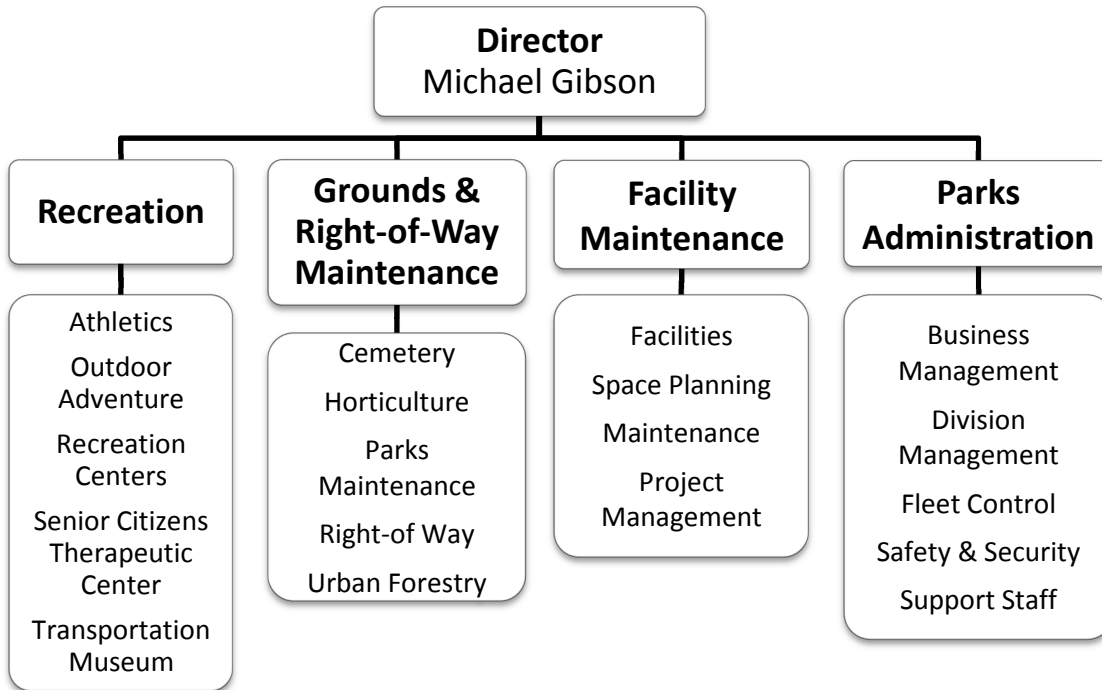 Director
Michael Gibson
Recreation
Athletics
Outdoor
Adventure
Recreation
Centers
Senior Citizens
Therapeutic
Center
Transportation
Museum
Grounds &
Right-of-Way
Maintenance
Cemetery
Horticulture
Parks
Maintenance
Right-of Way
Urban Forestry
Facility
Maintenance
Facilities
Space Planning
Maintenance
Project
Management
Parks
Administration
Business
Management
Division
Management
Fleet Control
Safety & Security
Support Staff